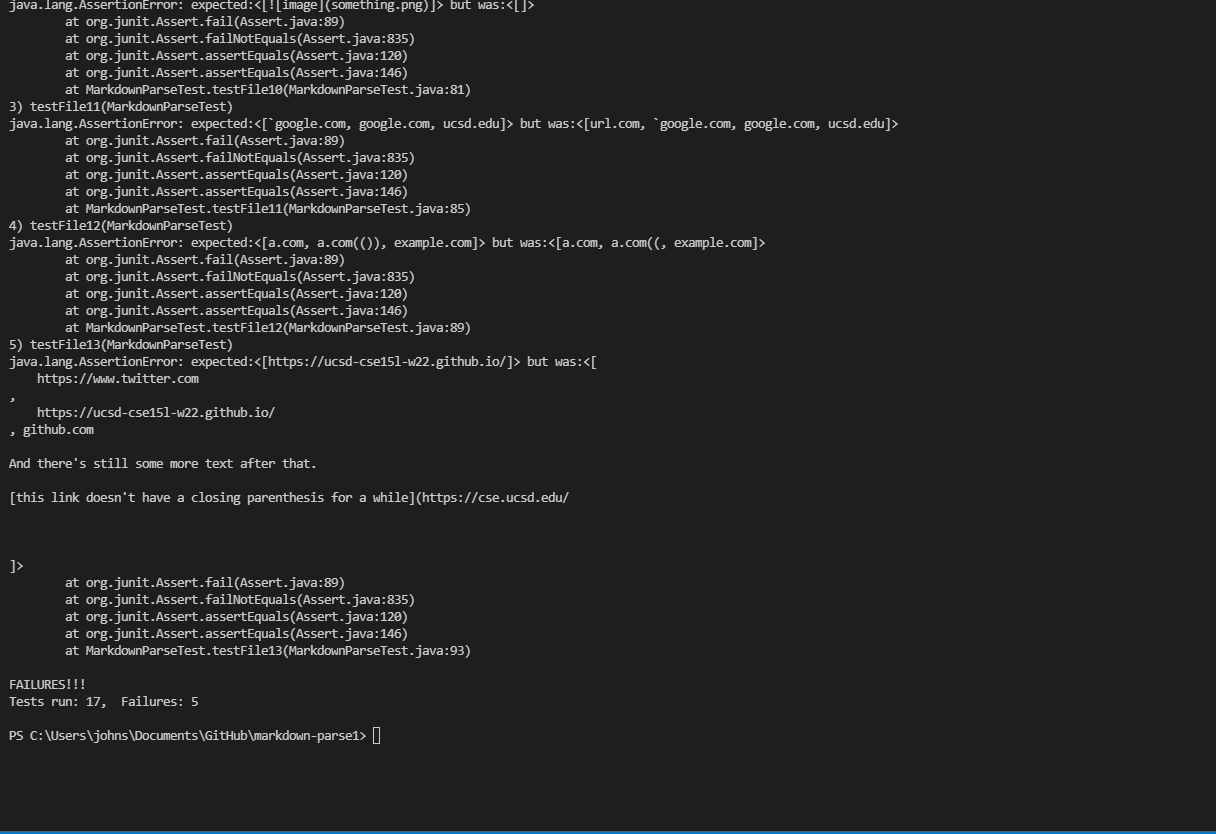 java.lang.AssertionError: expected:<[![image](something.png)]> but was:<[]>
at org.junit.Assert.fail(Assert.java:89)
at org.junit.Assert.failNotEquals(Assert.java:835)
at org.junit.Assert.assertEquals(Assert.java:120)
at org.junit.Assert.assertEquals(Assert.java:146)
at MarkdownParseTest.testFile10(MarkdownParseTest.java:81)
3) testFile11(MarkdownParseTest)
java.lang.AssertionError: expected:<[`google.com, google.com, ucsd.edu]> but was:<[url.com, `google.com, google.com, ucsd.edu]>
at org.junit.Assert.fail(Assert.java:89)
at org.junit.Assert.failNotEquals(Assert.java:835)
at org.junit.Assert.assertEquals(Assert.java:120)
at org.junit.Assert.assertEquals(Assert.java:146)
at MarkdownParseTest.testFile11(MarkdownParseTest.java:85)
4) testFile12(MarkdownParseTest)
java.lang.AssertionError: expected:<[a.com, a.com(()), example.com]> but was:<[a.com, a.com((, example.com]>
at org.junit.Assert.fail(Assert.java:89)
at org.junit.Assert.failNotEquals(Assert.java:835)
at org.junit.Assert.assertEquals(Assert.java:120)
at org.junit.Assert.assertEquals(Assert.java:146)
at MarkdownParseTest.testFile12(MarkdownParseTest.java:89)
5) testFile13(MarkdownParseTest)
java.lang.AssertionError: expected:<[https://ucsd-cse15l-w22.github.io/]> but was:<[
https://www.twitter.com
,
https://ucsd-cse15l-w22.github.io/
, github.com
And there's still some more text after that.
[this link doesn't have a closing parenthesis for a while](https://cse.ucsd.edu/
]>
at org.junit.Assert.fail(Assert.java:89)
at org.junit.Assert.failNotEquals(Assert.java:835)
at org.junit.Assert.assertEquals(Assert.java:120)
at org.junit.Assert.assertEquals(Assert.java:146)
at MarkdownParseTest.testFile13(MarkdownParseTest.java:93)
FAILURES!!!
Tests run: 17,  Failures: 5
PS C:\Users\johns\Documents\GitHub\markdown-parse1>